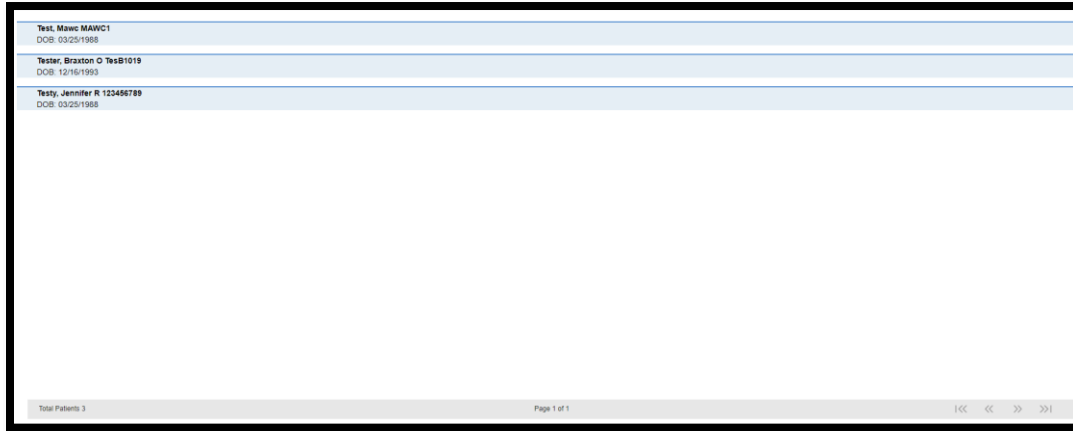 Test, Mawc MAWC1
DOB: 03/25/1988
Tester, Braxton O TesB1019
DOB: 12/16/1993
Testy, Jennifer R 123456789
DOB: 03/25/1988
Total Patients 3
Page 1 of 1